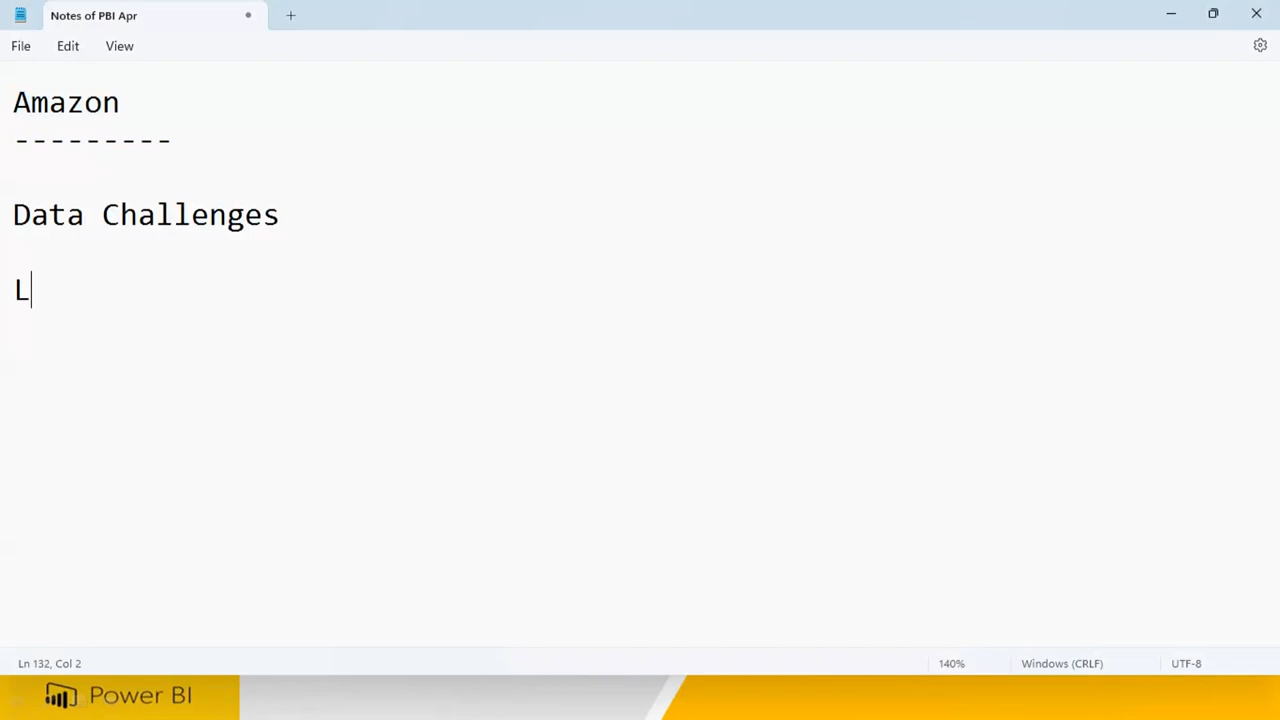 Notes of PBI Apr
File Edit View
Amazon
---------
Data Challenges
L
Ln 132, Col 2 140% Windows (CRLF) UTF-8
Power BI